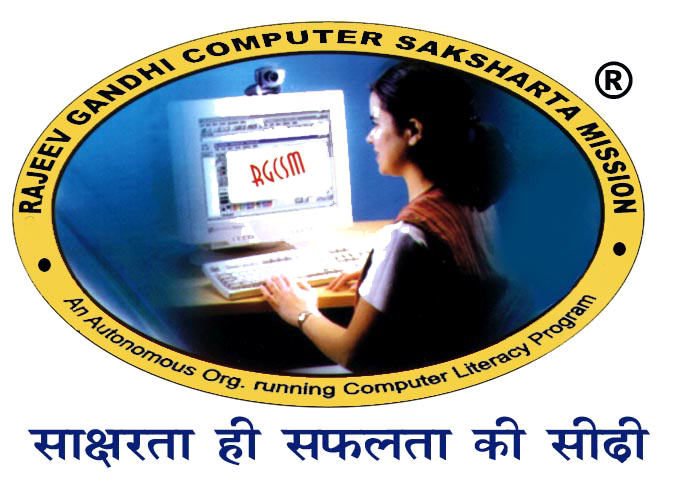 RAJEEV GANDHI COMPUTER SAKSHARTA MISSION
®
RGCSM
An Autonomous Org. running Computer Literacy Program
साक्षरता ही सफलता की सीढ़ी